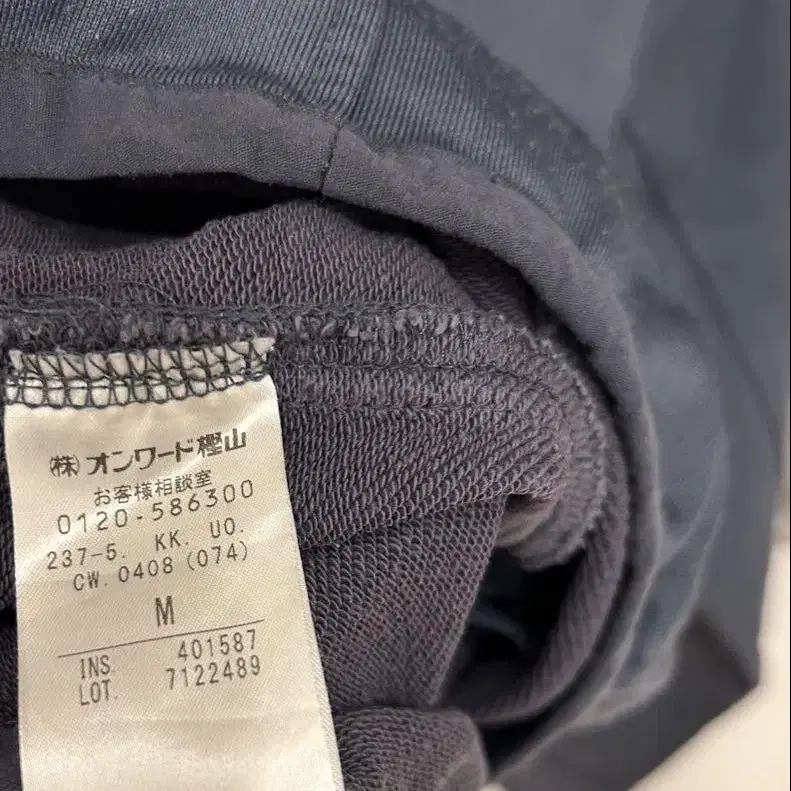 (株)オンワード樫山
お客様相談室
0120-586300
237-5. KK. UO.
CW. 0408 (074)
M
INS. 401587
LOT. 7122489